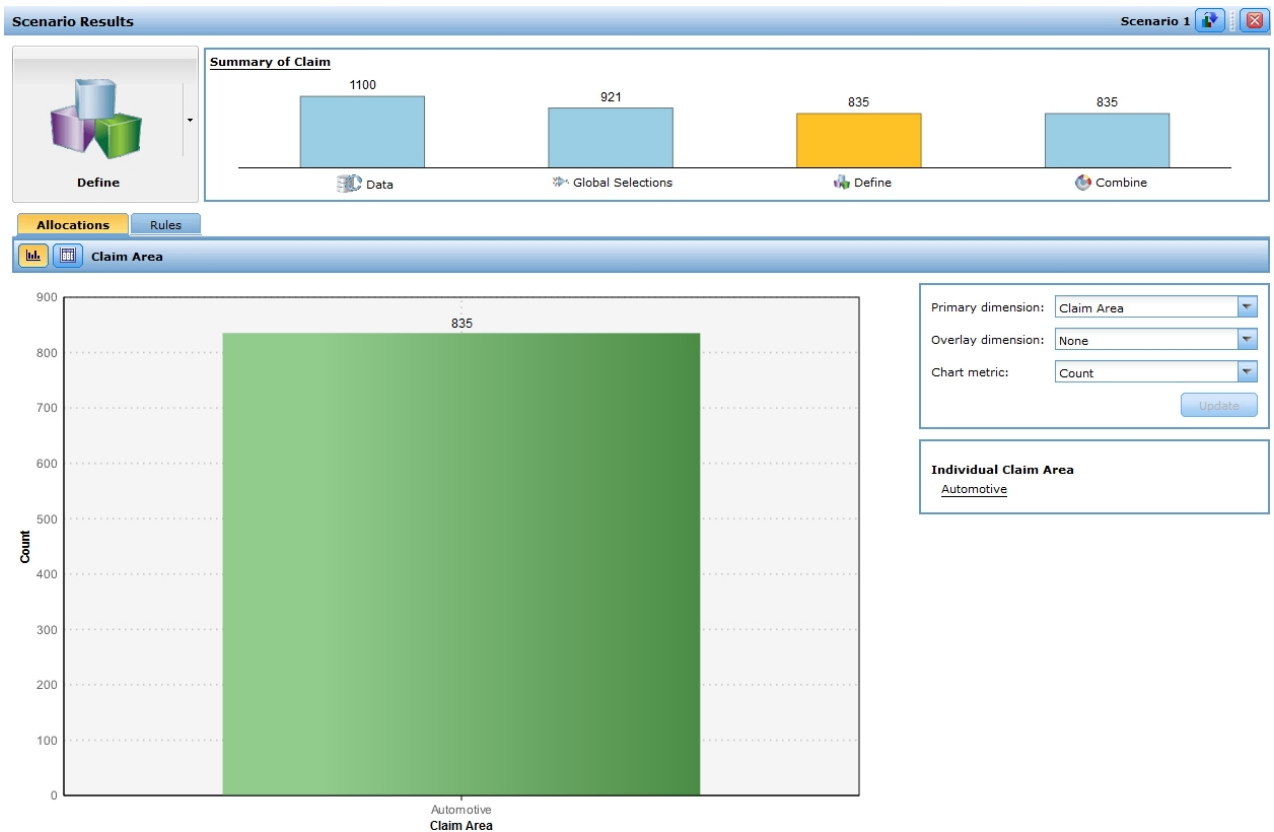 Scenario Results
Scenario 1
Define
Summary of Claim
1100
921
835
835
Data
Global Selections
Define
Combine
Allocations
Rules
Claim Area
900
800
700
600
500
400
300
200
100
0
Count
835
Automotive
Claim Area
Primary dimension: Claim Area
Overlay dimension: None
Chart metric: Count
Update
Individual Claim Area
Automotive